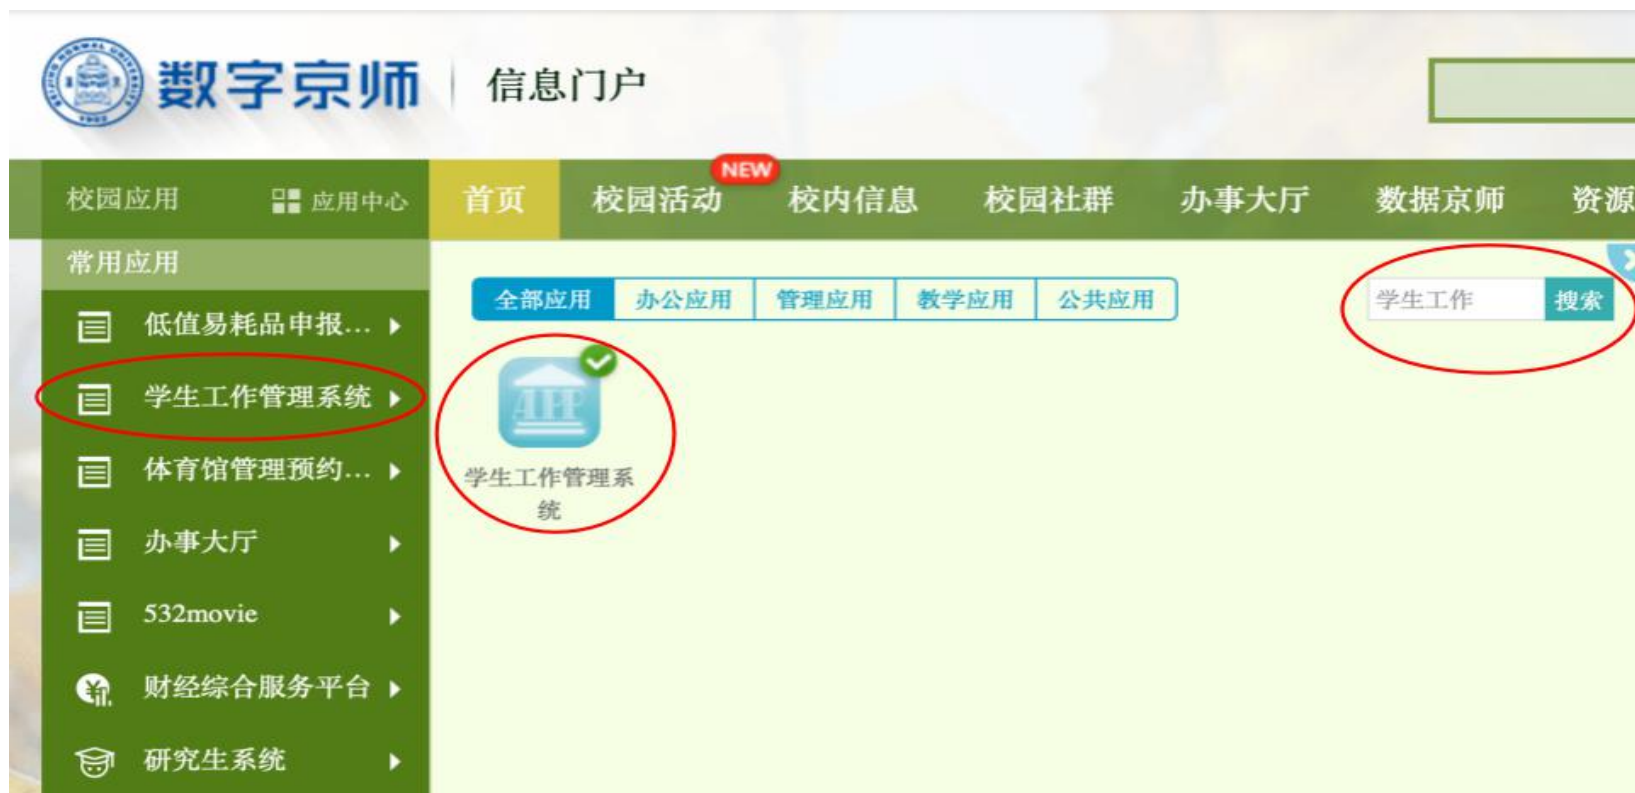 数字京师 信息门户
校园应用 应用中心 首页 校园活动 NEW 校内信息 校园社群 办事大厅 数据京师 资源
常用应用
全部应用 办公应用 管理应用 教学应用 公共应用 学生工作 搜索
低值易耗品申报...
学生工作管理系统
体育馆管理预约...
办事大厅
532movie
财经综合服务平台
研究生系统
APP
学生工作管理系
统